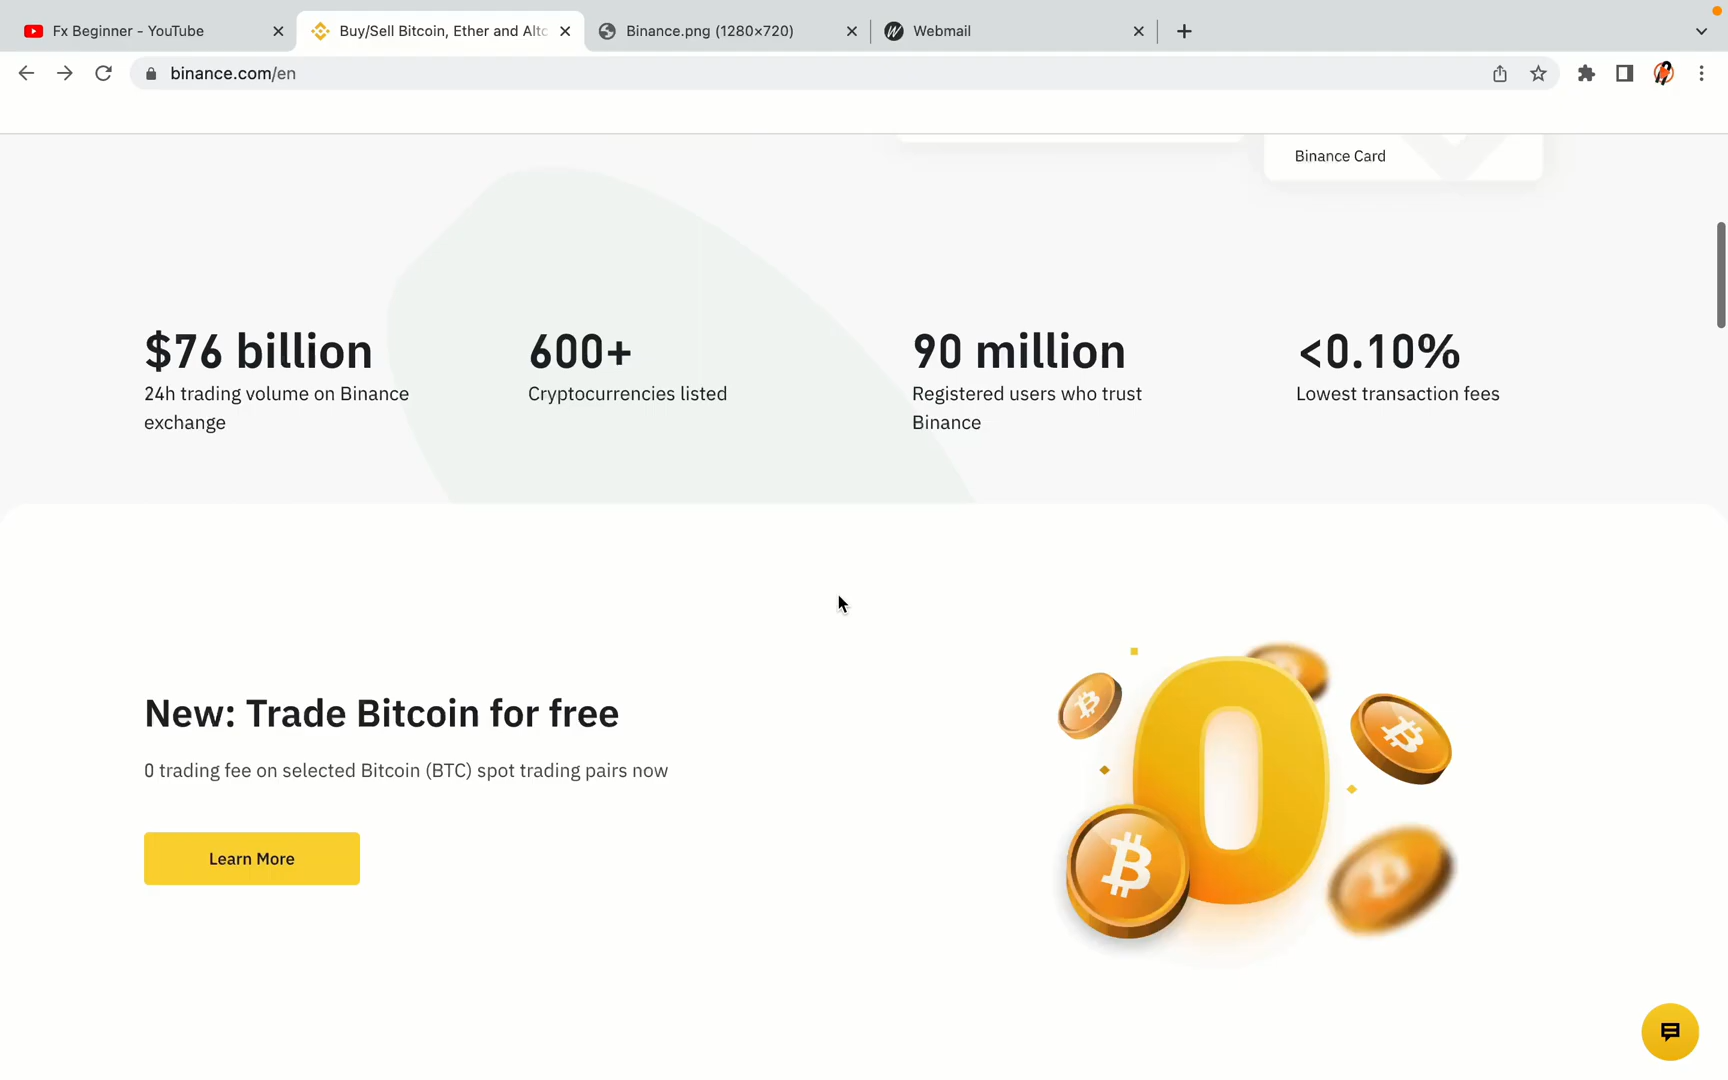 Fx Beginner - YouTube
Buy/Sell Bitcoin, Ether and Altc
Binance.png (1280×720)
Webmail
binance.com/en
Binance Card
$76 billion
24h trading volume on Binance
exchange
600+
Cryptocurrencies listed
90 million
Registered users who trust
Binance
<0.10%
Lowest transaction fees
New: Trade Bitcoin for free
0 trading fee on selected Bitcoin (BTC) spot trading pairs now
Learn More
0